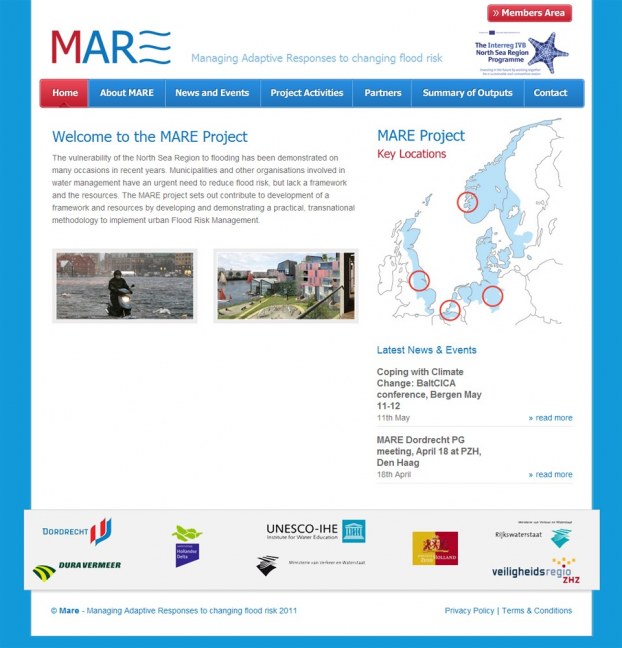 » Members Area
MARE
Managing Adaptive Responses to changing flood risk
The Interreg IVB
North Sea Region
Programme
Home
About MARE
News and Events
Project Activities
Partners
Summary of Outputs
Contact
Welcome to the MARE Project
The vulnerability of the North Sea Region to flooding has been demonstrated on
many occasions in recent years. Municipalities and other organisations involved in
water management have an urgent need to reduce flood risk, but lack a framework
and the resources. The MARE project sets out contribute to development of a
framework and resources by developing and demonstrating a practical, transnational
methodology to implement urban Flood Risk Management.
MARE Project
Key Locations
Latest News & Events
Coping with Climate
Change: BaltCICA
conference, Bergen May
11-12
11th May
» read more
MARE Dordrecht PG
meeting, April 18 at PZH,
Den Haag
18th April
» read more
DORDRECHT
UNESCO-IHE
Institute for Water Education
Hollandse
Delta
HOLLAND
Ministerie van Verkeer en Waterstaat
Rijkswaterstaat
DURA VERMEER
Ministerie van Verkeer en Waterstaat
veiligheidsregio
ZHZ
© Mare - Managing Adaptive Responses to changing flood risk 2011
Privacy Policy | Terms & Conditions